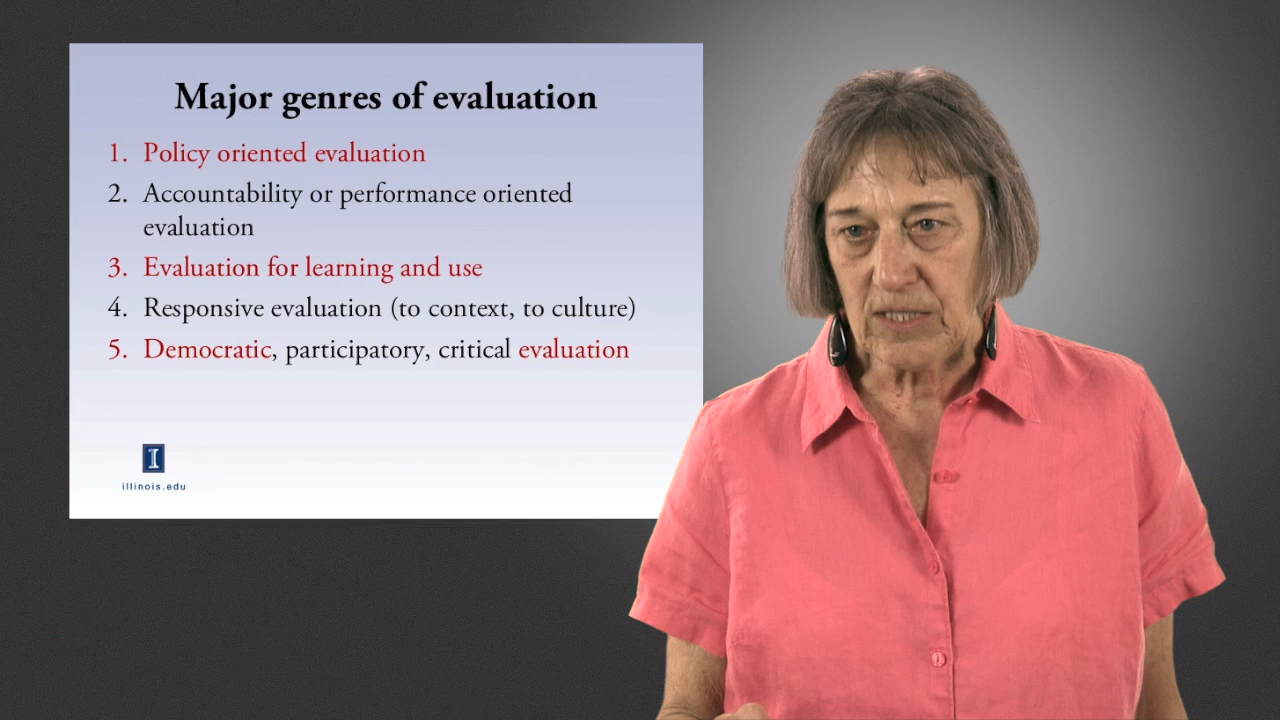 Major genres of evaluation
1. Policy oriented evaluation
2. Accountability or performance oriented
evaluation
3. Evaluation for learning and use
4. Responsive evaluation (to context, to culture)
5. Democratic, participatory, critical evaluation
I
illinois.edu